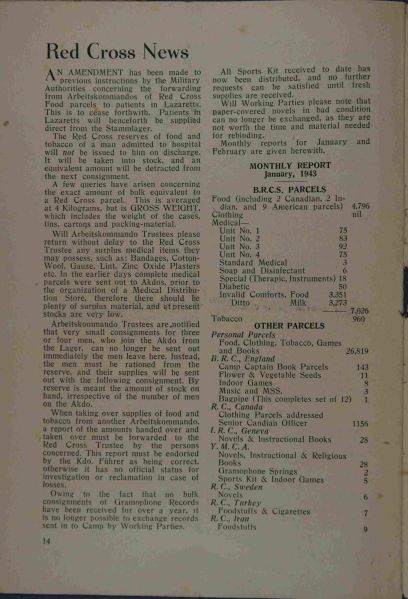 Red Cross News
AN AMENDMENT has been made to
previous instructions by the Military
Authorities concerning the forwarding
from Arbeitskommandos of Red Cross
Food parcels to patients in Lazaretts.
This is to cease forthwith. Patients in
Lazaretts will henceforth be supplied
direct from the Stammlager.
The Red Cross reserves of food and
tobacco of a man admitted to hospital
will not be issued to him on discharge.
It will be taken into stock, and an
equivalent amount will be detracted from
the next consignment.
A few queries have arisen concerning
the exact amount of bulk equivalent to
a Red Cross parcel. This is averaged
at 4 Kilograms, but is GROSS WEIGHT,
which includes the weight of the cases,
tins, cartops and packing-material.
Will Arbeitskommando Trustees please
return without delay to the Red Cross
Trustee any surplus medical items they
may possess, such as: Bandages, Cotton-
Wool, Gauze, Lint, Zinc Oxide Plasters
etc. In the earlier days complete medical
parcels were sent out to Akdos, prior to
the organization of a Medical Distribu-
tion Store, therefore there should be
plenty of surplus material, and at present
stocks are very low.
Arbeitskommando Trustees are notified
that very small consignments for three
or four men, who join the Akdo from
the Lager, can no longer be sent out
immediately the men leave here. Instead,
the men must be rationed from the
reserve, and their supplies will be sent
out with the following consignment. By
reserve is meant the amount of stock on
hand, irrespective of the number of men
on the Akdo.
When taking over supplies of food and
tobacco from another Arbeitskommando,
a report of the amounts handed over and
taken over must be forwarded to the
Red Cross Trustee by the persons
concerned. This report must be endorsed
by the Kdo. Führer as being correct,
otherwise it has no official status for
investigation or reclamation in case of
losses.
Owing to the fact that no bulk
consignments of Gramophone Records
have been received for over a year, it
is no longer possible to exchange records
sent in to Camp by Working Parties.
14
All Sports Kit received to date has
now been distributed, and no further
requests can be satisfied until fresh
supplies are received.
Will Working Parties please note that
paper-covered novels in bad condition
can no longer be exchanged, as they are
not worth the time and material needed
for rebinding.
Monthly reports for January and
February are given herewith.
MONTHLY REPORT
January, 1943
B.R.C.S. PARCELS
Food (including 2 Canadian, 2 In-
dian, and 9 American parcels) 4,796
Clothing nil
Medical—
Unit No. 1 75
Unit No. 2 83
Unit No. 3 92
Unit No. 4 75
Standard Medical 3
Soap and Disinfectant 6
Special (Therapic, Instruments) 18
Diabetic 50
Invalid Comforts, Food 3,351
Ditto Milk 3,273
7,026
Tobacco 960
OTHER PARCELS
Personal Parcels
Food, Clothing, Tobacco, Games
and Books 26,819
B. R. C., England
Camp Captain Book Parcels 143
Flower & Vegetable Seeds 11
Indoor Games 8
Music and MSS. 3
Bagpipe (This completes set of 12) 1
R. C., Canada
Clothing Parcels addressed
Senior Candian Officer 1156
I. R. C., Geneva
Novels & Instructional Books 28
Y. M. C. A.
Novels, Instructional & Religious
Books 28
Gramophone Springs 2
Sports Kit & Indoor Games 5
R. C., Sweden
Novels 6
R. C., Turkey
Foodstuffs & Cigarettes 7
R. C., Iran
Foodstuffs 9